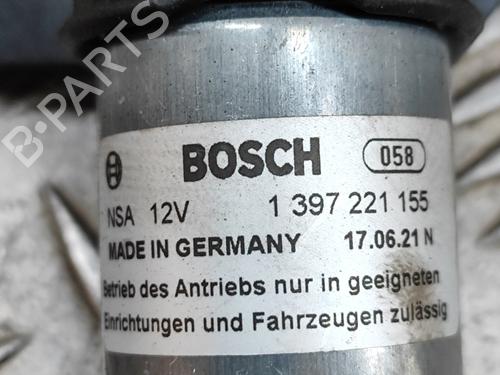 B-PARTS
BOSCH 058
NSA 12V 1 397 221 155
MADE IN GERMANY 17.06.21 N
Betrieb des Antriebs nur in geeigneten
Einrichtungen und Fahrzeugen zulässig